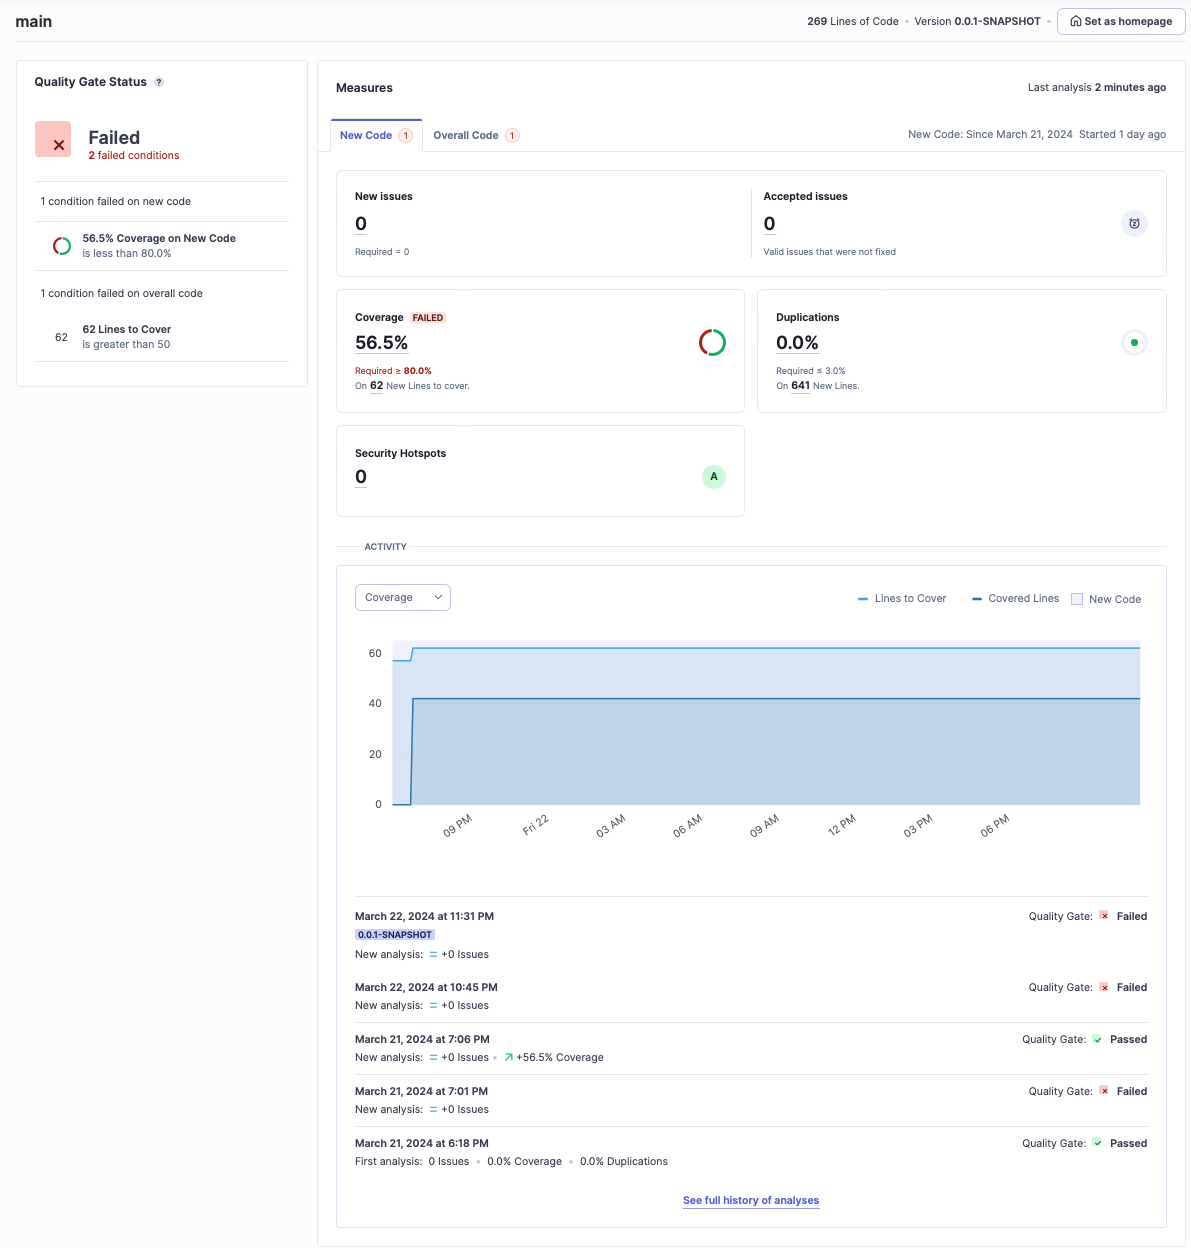 main
269 Lines of Code • Version 0.0.1-SNAPSHOT • Set as homepage
Quality Gate Status ?
Failed
2 failed conditions
1 condition failed on new code
56.5% Coverage on New Code
is less than 80.0%
1 condition failed on overall code
62
62 Lines to Cover
is greater than 50
Measures
Last analysis 2 minutes ago
New Code 1
Overall Code 1
New Code: Since March 21, 2024 Started 1 day ago
New issues
0
Required = 0
Accepted issues
0
Valid issues that were not fixed
Coverage FAILED
56.5%
Required ≥ 80.0%
On 62 New Lines to cover.
Duplications
0.0%
Required ≤ 3.0%
On 641 New Lines.
Security Hotspots
0
A
ACTIVITY
Coverage
Lines to Cover
Covered Lines
New Code
60
40
20
0
09 PM
Fri 22
03 AM
06 AM
09 AM
12 PM
03 PM
06 PM
March 22, 2024 at 11:31 PM
Quality Gate: Failed
0.0.1-SNAPSHOT
New analysis: = +0 Issues
March 22, 2024 at 10:45 PM
Quality Gate: Failed
New analysis: = +0 Issues
March 21, 2024 at 7:06 PM
Quality Gate: Passed
New analysis: = +0 Issues • +56.5% Coverage
March 21, 2024 at 7:01 PM
Quality Gate: Failed
New analysis: = +0 Issues
March 21, 2024 at 6:18 PM
Quality Gate: Passed
First analysis: 0 Issues • 0.0% Coverage • 0.0% Duplications
See full history of analyses